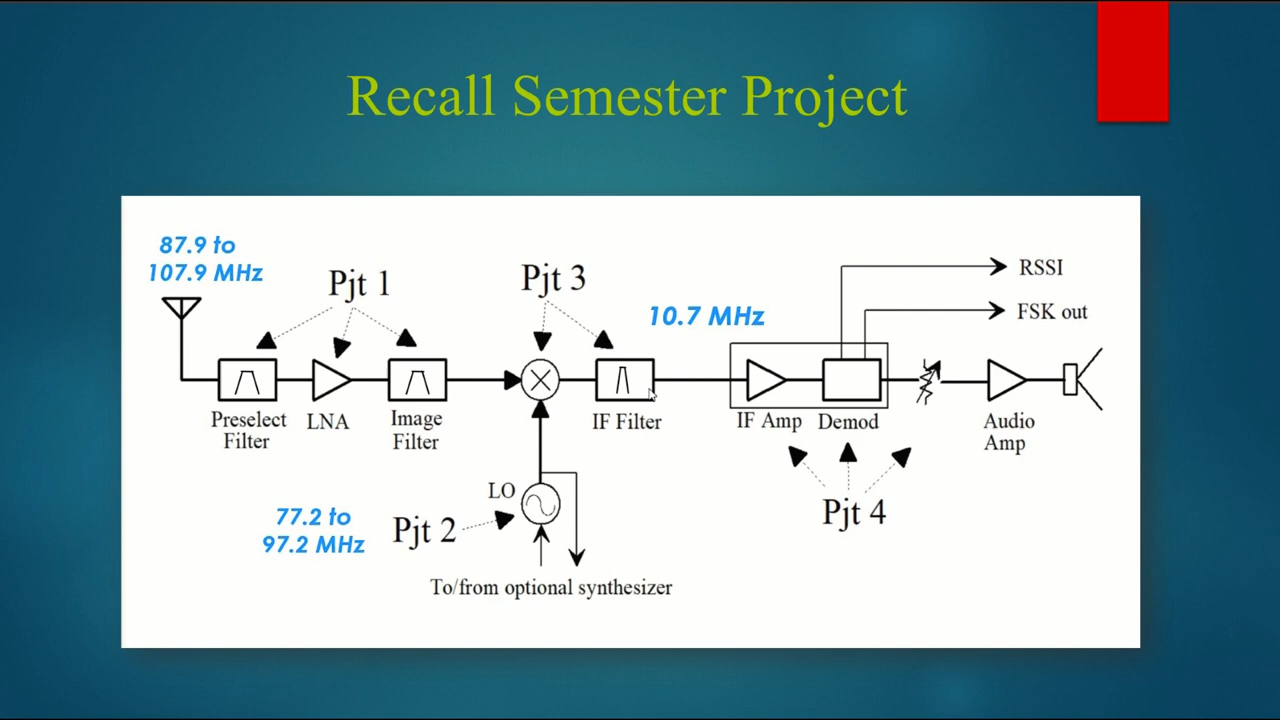 Recall Semester Project
87.9 to
107.9 MHz
Pjt 1
Pjt 3
10.7 MHz
RSSI
FSK out
Preselect
Filter
LNA
Image
Filter
IF Filter
IF Amp
Demod
Audio
Amp
LO
77.2 to
97.2 MHz
Pjt 2
Pjt 4
To/from optional synthesizer